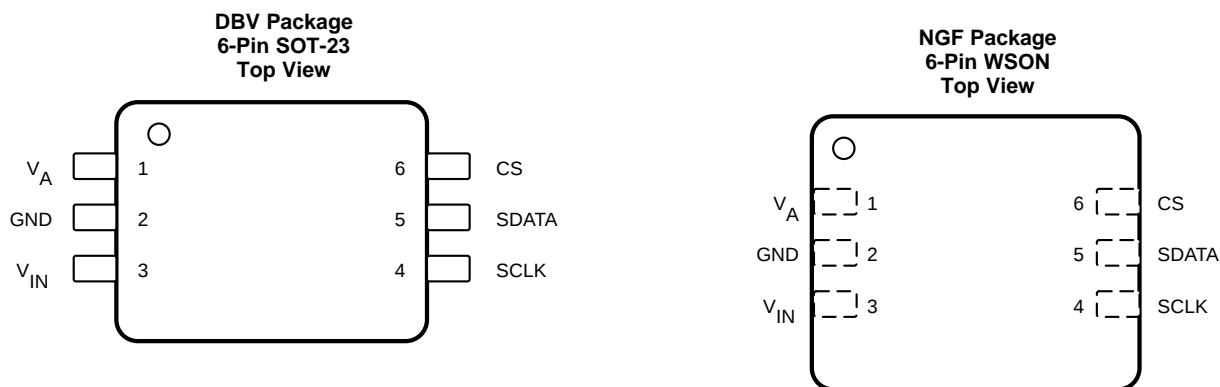 DBV Package
6-Pin SOT-23
Top View
VA 1 6 CS
GND 2 5 SDATA
VIN 3 4 SCLK
NGF Package
6-Pin WSON
Top View
VA 1 6 CS
GND 2 5 SDATA
VIN 3 4 SCLK